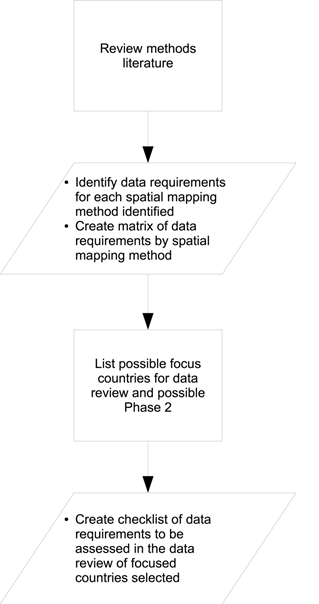 Review methods
literature
• Identify data requirements
for each spatial mapping
method identified
• Create matrix of data
requirements by spatial
mapping method
List possible focus
countries for data
review and possible
Phase 2
• Create checklist of data
requirements to be
assessed in the data
review of focused
countries selected